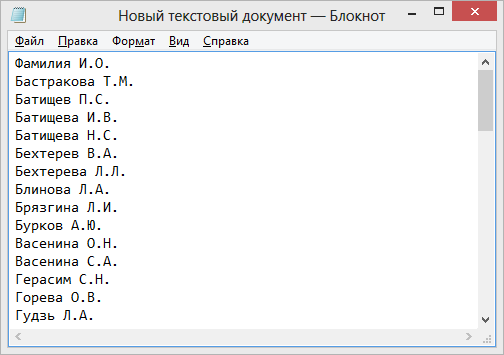 Новый текстовый документ — Блокнот
Файл Правка Формат Вид Справка
Фамилия И.О.
Бастракова Т.М.
Батищев П.С.
Батищева И.В.
Батищева Н.С.
Бехтерев В.А.
Бехтерева Л.Л.
Блинова Л.А.
Брязгина Л.И.
Бурков А.Ю.
Васенина О.Н.
Васенина С.А.
Герасим С.Н.
Горева О.В.
Гудзь Л.А.